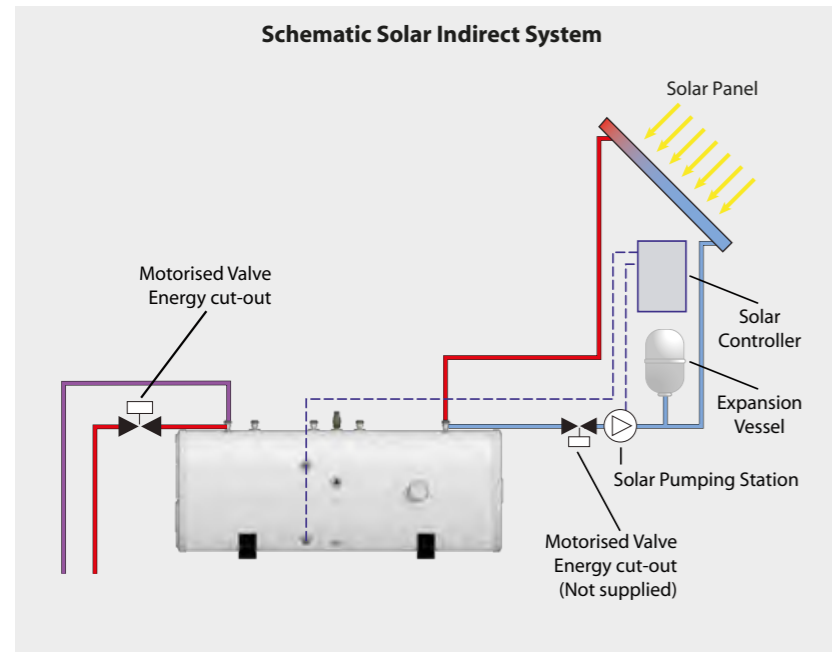 Schematic Solar Indirect System
Solar Panel
Motorised Valve
Energy cut-out
Solar
Controller
Expansion
Vessel
Solar Pumping Station
Motorised Valve
Energy cut-out
(Not supplied)